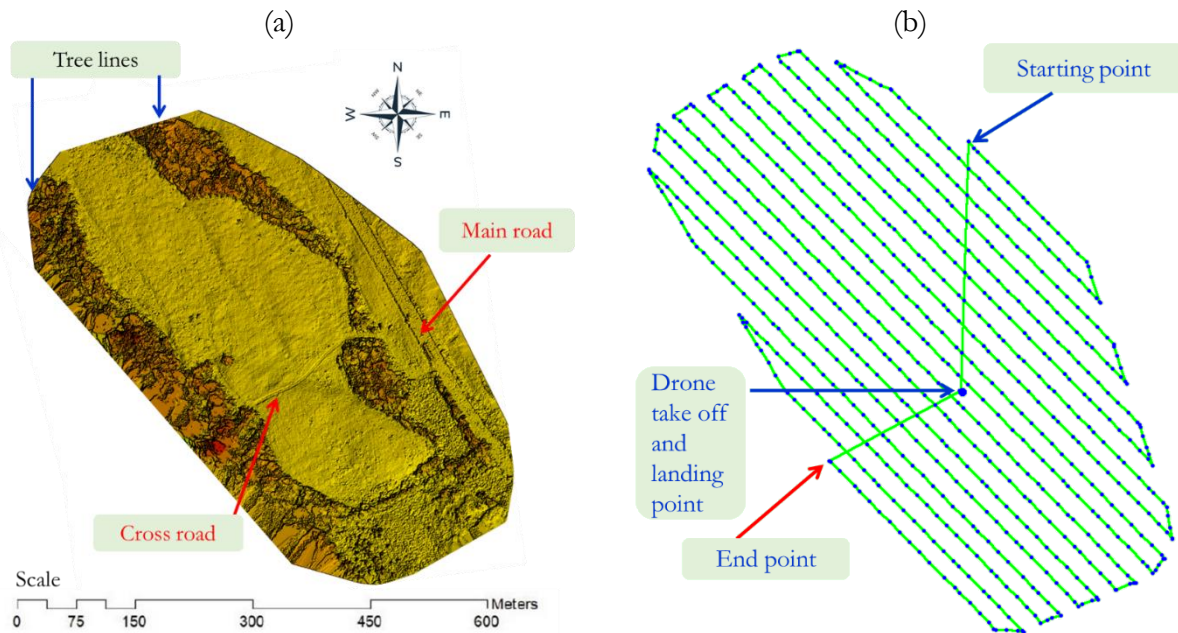 (a)
(b)
Tree lines
N
W
E
S
Main road
Cross road
Scale
Meters
0 75 150 300 450 600
Starting point
Drone
take off
and
landing
point
End point